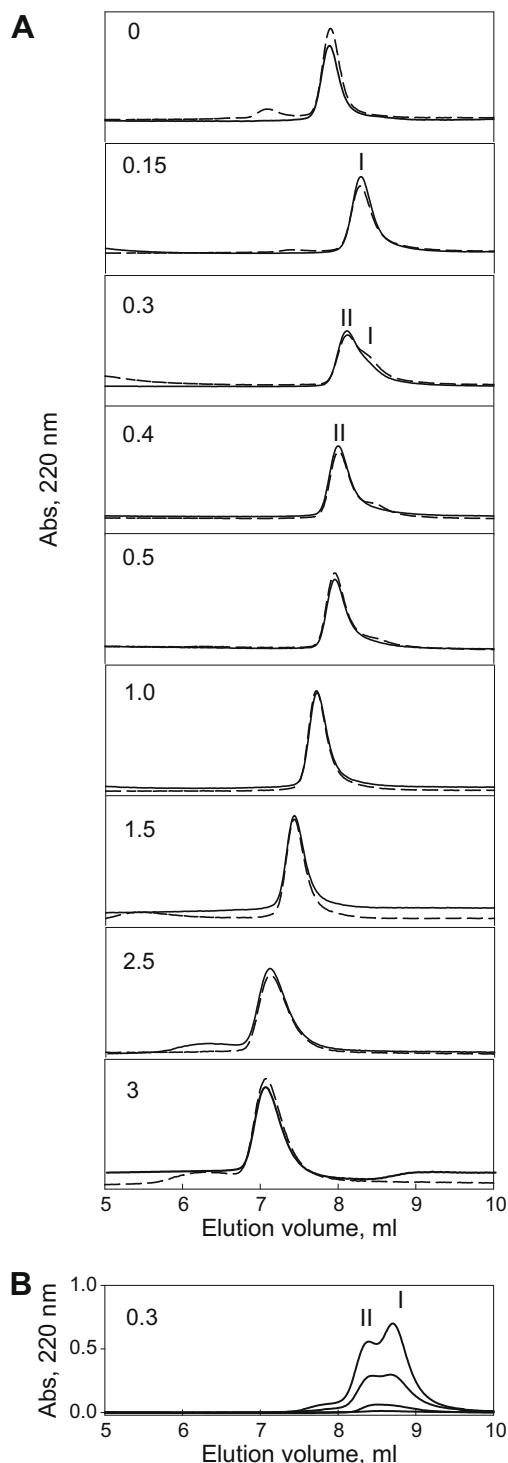 A
0
0.15
I
0.3
II
I
0.4
II
0.5
1.0
1.5
2.5
3
Abs, 220 nm
5 6 7 8 9 10
Elution volume, ml
B
1.0
0.5
0.0
Abs, 220 nm
0.3
II
I
5 6 7 8 9 10
Elution volume, ml